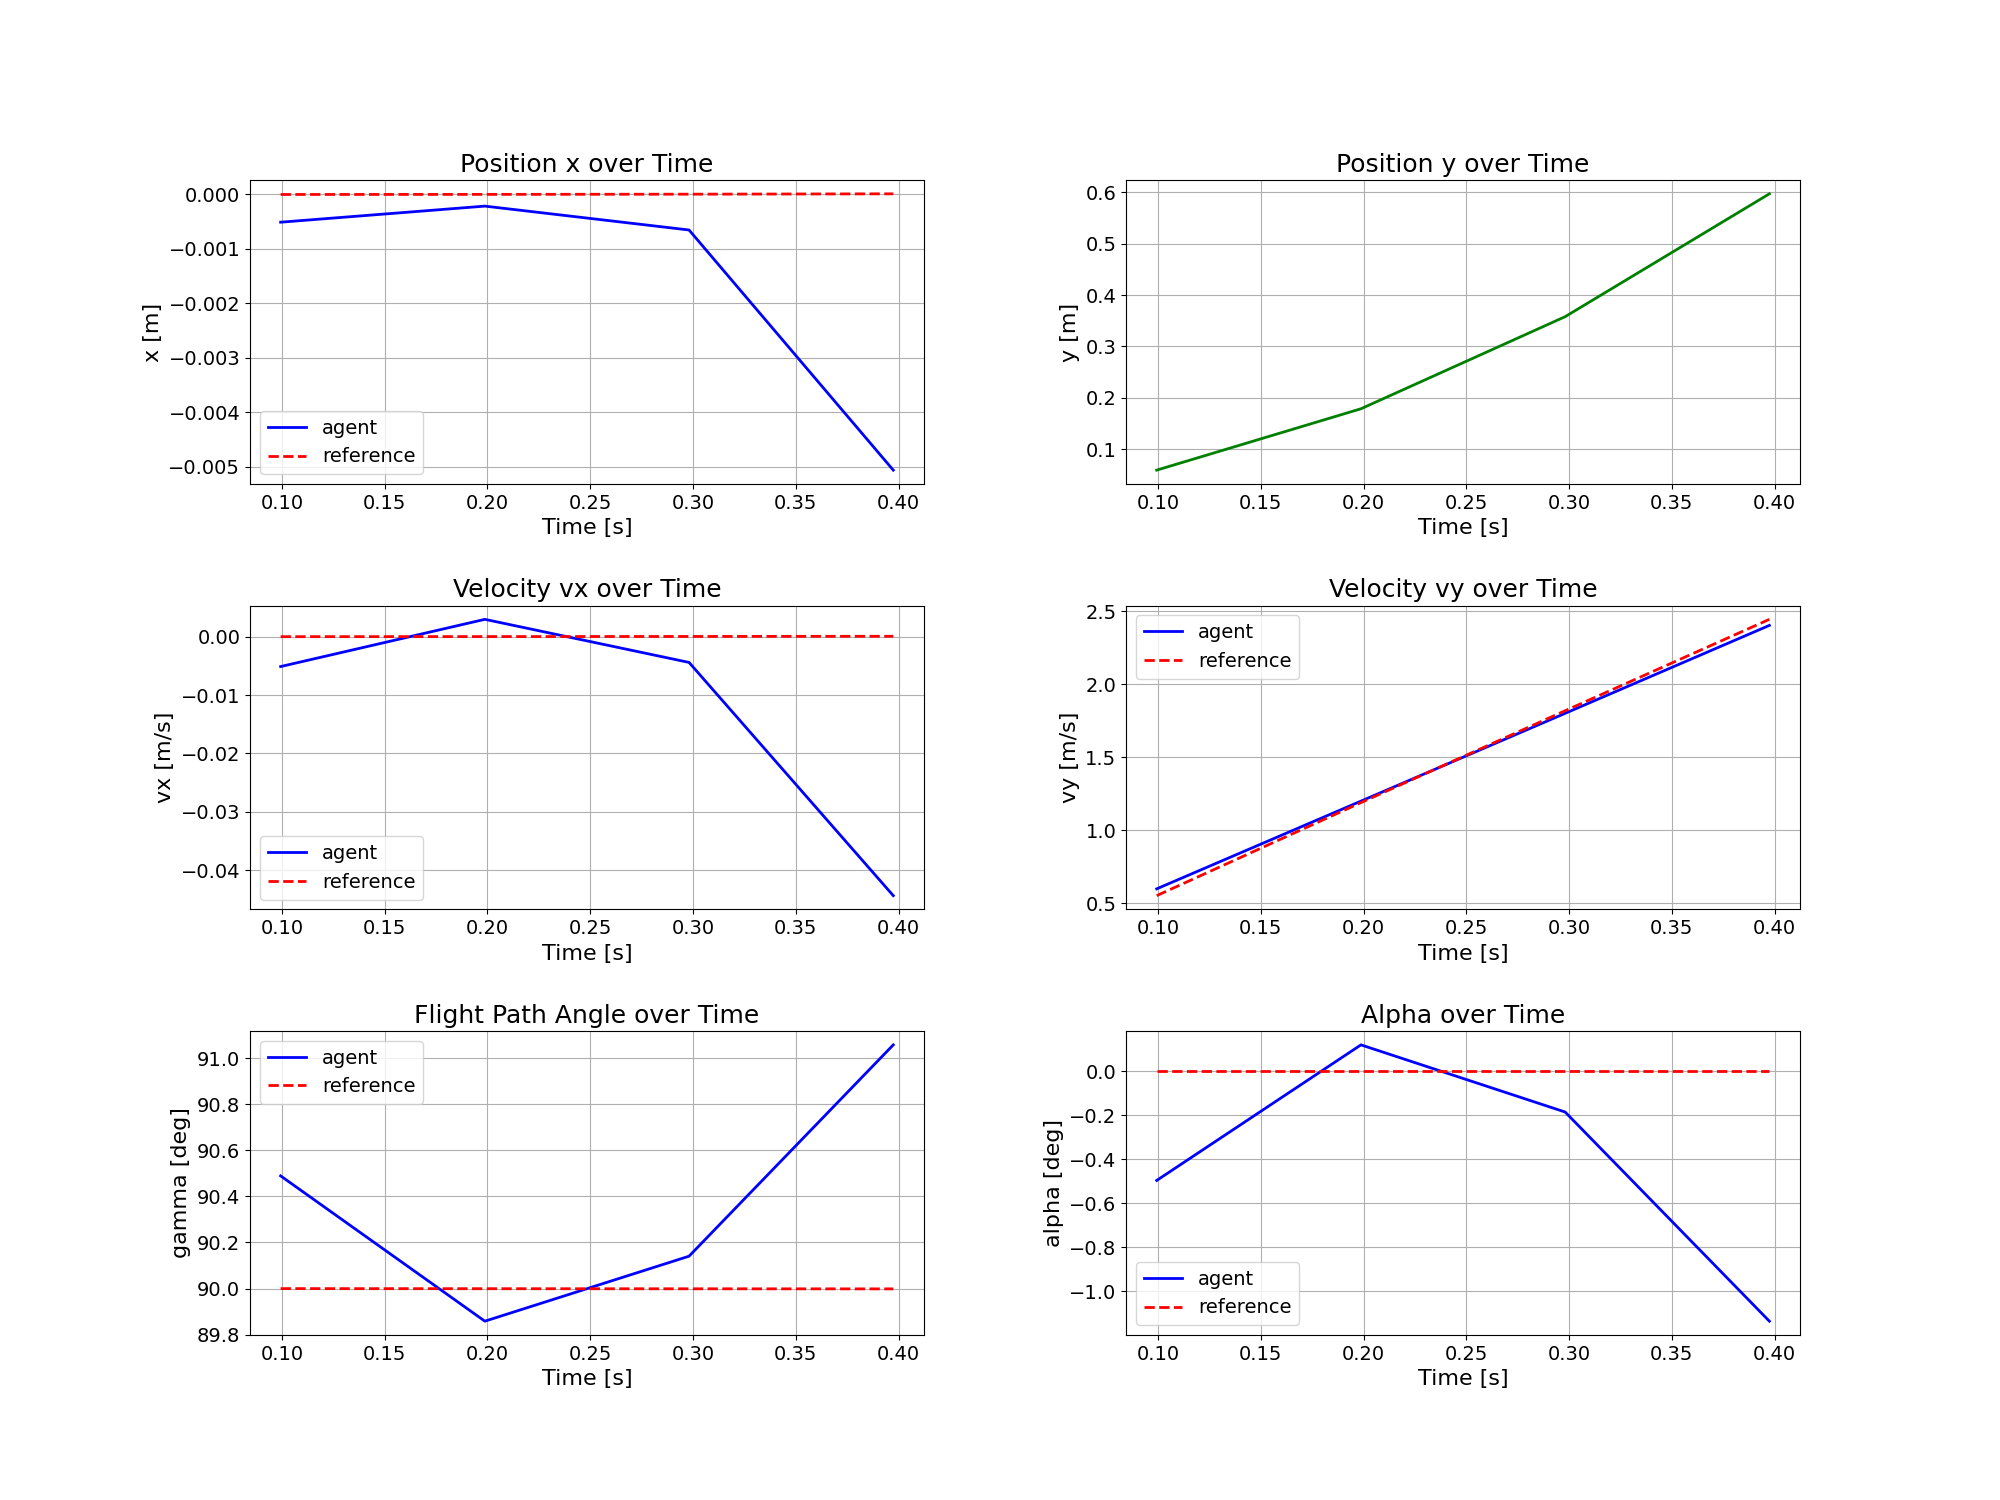 Position x over Time
0.000
−0.001
−0.002
−0.003
−0.004
−0.005
x [m]
agent
reference
0.10 0.15 0.20 0.25 0.30 0.35 0.40
Time [s]
Position y over Time
0.6
0.5
0.4
0.3
0.2
0.1
y [m]
0.10 0.15 0.20 0.25 0.30 0.35 0.40
Time [s]
Velocity vx over Time
0.00
−0.01
−0.02
−0.03
−0.04
vx [m/s]
agent
reference
0.10 0.15 0.20 0.25 0.30 0.35 0.40
Time [s]
Velocity vy over Time
2.5
2.0
1.5
1.0
0.5
vy [m/s]
agent
reference
0.10 0.15 0.20 0.25 0.30 0.35 0.40
Time [s]
Flight Path Angle over Time
91.0
90.8
90.6
90.4
90.2
90.0
89.8
gamma [deg]
agent
reference
0.10 0.15 0.20 0.25 0.30 0.35 0.40
Time [s]
Alpha over Time
0.0
−0.2
−0.4
−0.6
−0.8
−1.0
alpha [deg]
agent
reference
0.10 0.15 0.20 0.25 0.30 0.35 0.40
Time [s]